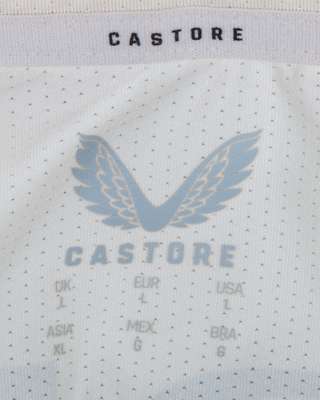 CASTORE
CASTORE
UK EUR USA
L L L
ASIA MEX BRA
XL G G